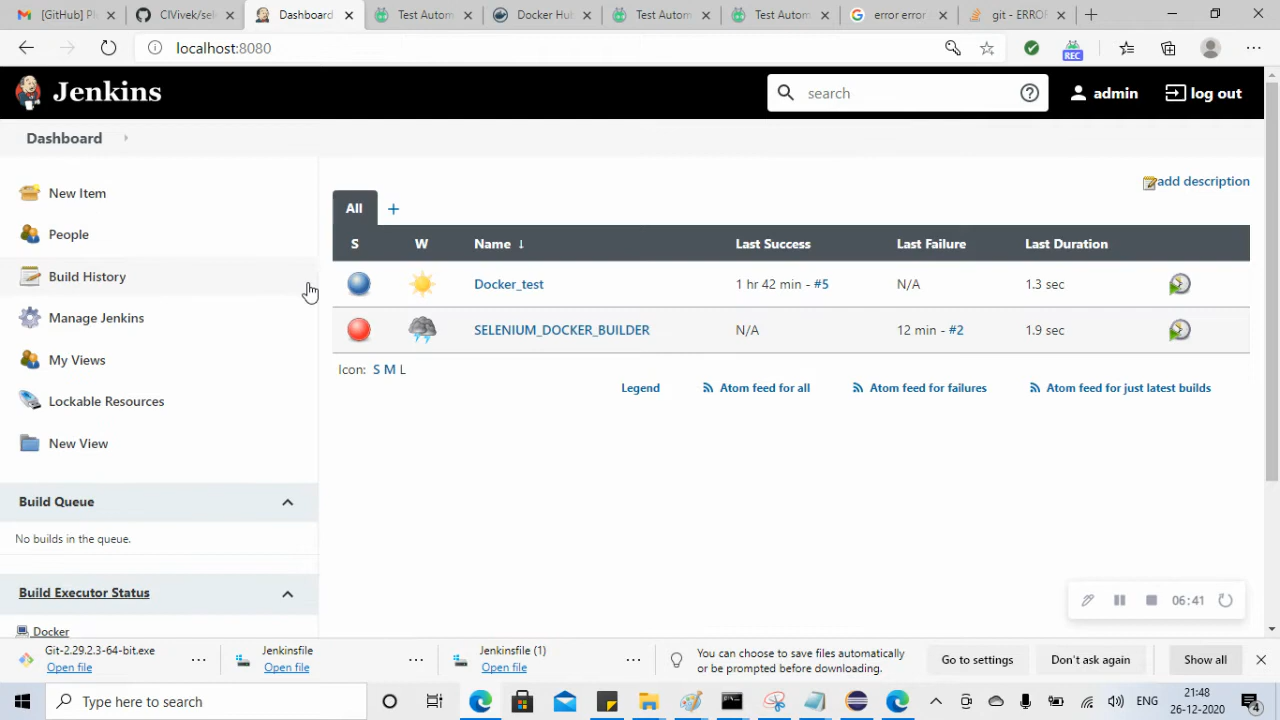 [GitHub] Pl
CIVivek/sel
Dashboard
Test Autom
Docker Hub
Test Autom
Test Autom
error error
git - ERROR
localhost:8080
REC
Jenkins
search
admin
log out
Dashboard
New Item
People
Build History
Manage Jenkins
My Views
Lockable Resources
New View
Build Queue
No builds in the queue.
Build Executor Status
Docker
add description
All +
S W Name ↓ Last Success Last Failure Last Duration
Docker_test 1 hr 42 min - #5 N/A 1.3 sec
SELENIUM_DOCKER_BUILDER N/A 12 min - #2 1.9 sec
Icon: S M L
Legend Atom feed for all Atom feed for failures Atom feed for just latest builds
06:41
Git-2.29.2.3-64-bit.exe
Open file
Jenkinsfile
Open file
Jenkinsfile (1)
Open file
You can choose to save files automatically
or be prompted before downloading.
Go to settings
Don't ask again
Show all
Type here to search
ENG
21:48
26-12-2020
4